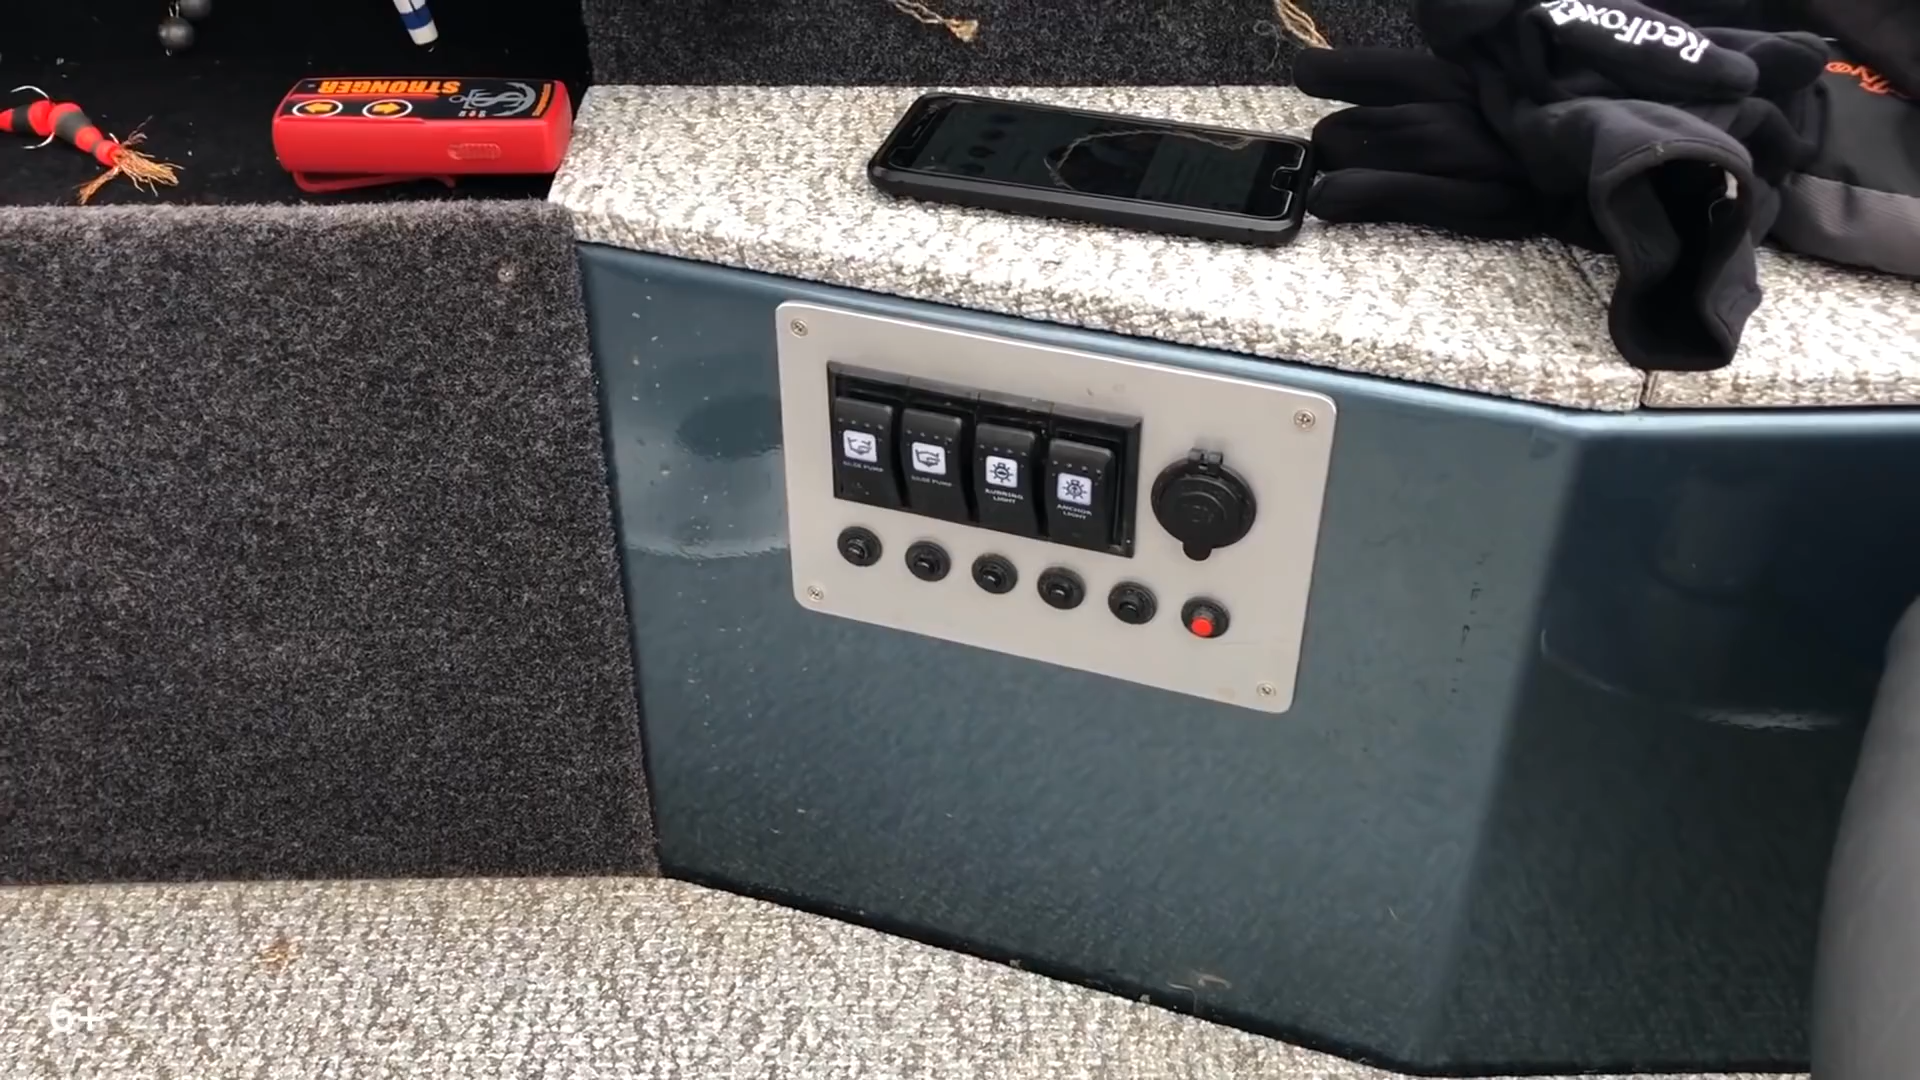 STRONGER
RedFox
BILGE PUMP
BILGE PUMP
RUNNING
LIGHT
ANCHOR
LIGHT
6+